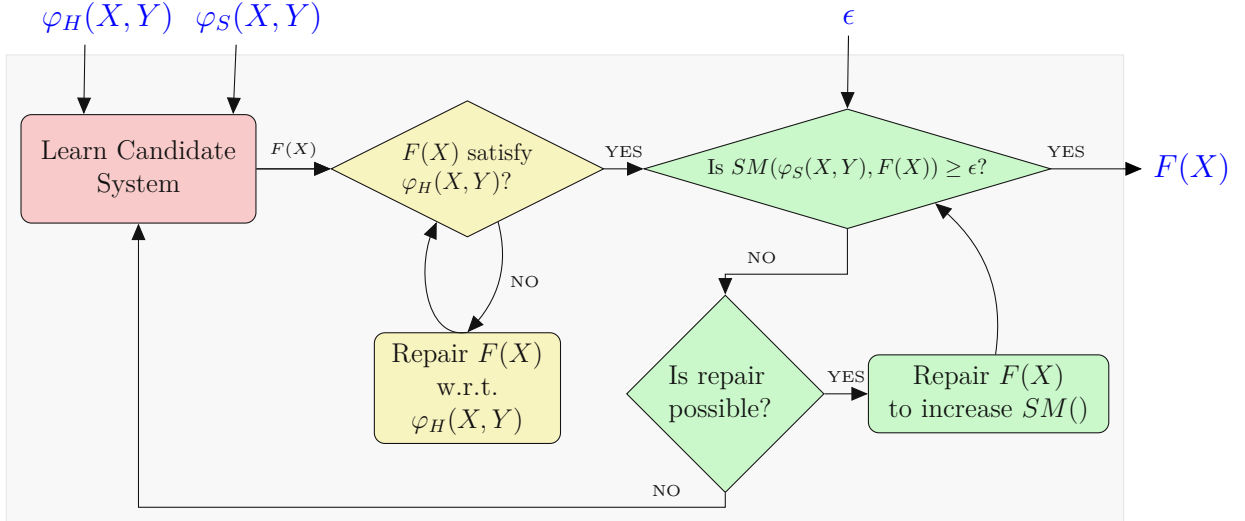 φ_H(X, Y) φ_S(X, Y)
ϵ
Learn Candidate
System
F(X)
F(X) satisfy
φ_H(X, Y)?
YES
Is SM(φ_S(X, Y), F(X)) ≥ ϵ?
YES
F(X)
NO
NO
Repair F(X)
w.r.t.
φ_H(X, Y)
Is repair
possible?
YES
Repair F(X)
to increase SM()
NO